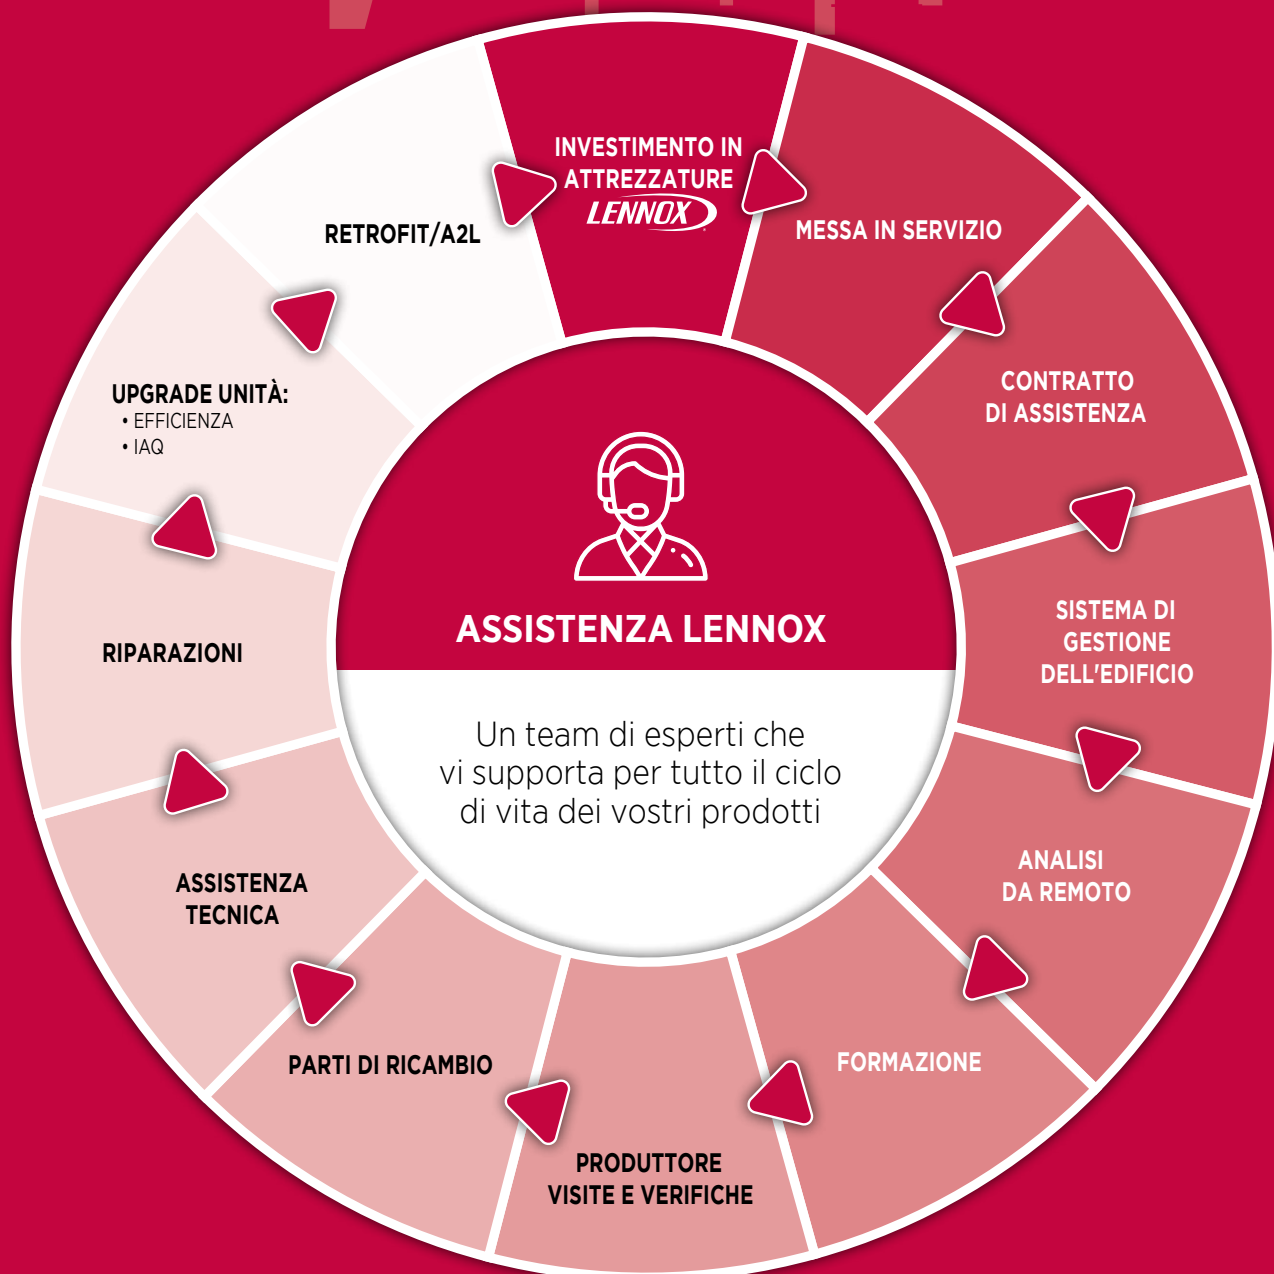 INVESTIMENTO IN
ATTREZZATURE
LENNOX
MESSA IN SERVIZIO
CONTRATTO
DI ASSISTENZA
SISTEMA DI
GESTIONE
DELL'EDIFICIO
ANALISI
DA REMOTO
FORMAZIONE
PRODUTTORE
VISITE E VERIFICHE
PARTI DI RICAMBIO
ASSISTENZA
TECNICA
RIPARAZIONI
UPGRADE UNITÀ:
• EFFICIENZA
• IAQ
RETROFIT/A2L
ASSISTENZA LENNOX
Un team di esperti che
vi supporta per tutto il ciclo
di vita dei vostri prodotti